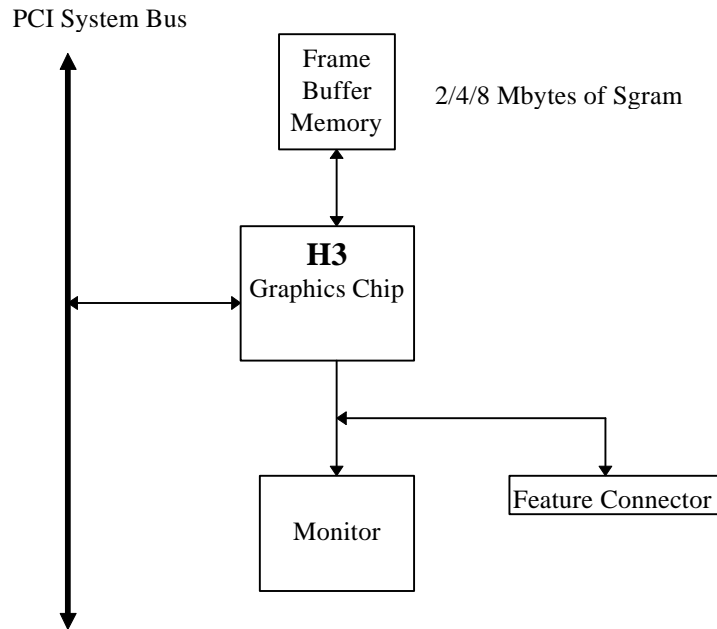 PCI System Bus
Frame
Buffer
Memory
2/4/8 Mbytes of Sgram
H3
Graphics Chip
Monitor
Feature Connector